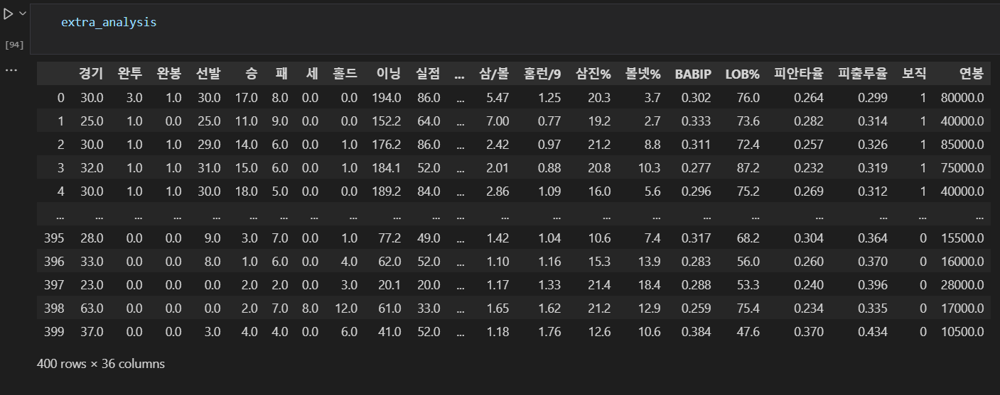 extra_analysis
[94]
...
경기 완투 완봉 선발 승 패 세 홀드 이닝 실점 ... 삼/볼 홈런/9 삼진% 볼넷% BABIP LOB% 피안타율 피출루율 보직 연봉
0 30.0 3.0 1.0 30.0 17.0 8.0 0.0 0.0 194.0 86.0 ... 5.47 1.25 20.3 3.7 0.302 76.0 0.264 0.299 1 80000.0
1 25.0 1.0 0.0 25.0 11.0 9.0 0.0 0.0 152.2 64.0 ... 7.00 0.77 19.2 2.7 0.333 73.6 0.282 0.314 1 40000.0
2 30.0 1.0 1.0 29.0 14.0 6.0 0.0 1.0 176.2 86.0 ... 2.42 0.97 21.2 8.8 0.311 72.4 0.257 0.326 1 85000.0
3 32.0 1.0 1.0 31.0 15.0 6.0 0.0 1.0 184.1 52.0 ... 2.01 0.88 20.8 10.3 0.277 87.2 0.232 0.319 1 75000.0
4 30.0 1.0 1.0 30.0 18.0 5.0 0.0 0.0 189.2 84.0 ... 2.86 1.09 16.0 5.6 0.296 75.2 0.269 0.312 1 40000.0
... ... ... ... ... ... ... ... ... ... ... ... ... ... ... ... ... ... ... ... ... ...
395 28.0 0.0 0.0 9.0 3.0 7.0 0.0 1.0 77.2 49.0 ... 1.42 1.04 10.6 7.4 0.317 68.2 0.304 0.364 0 15500.0
396 33.0 0.0 0.0 8.0 1.0 6.0 0.0 4.0 62.0 52.0 ... 1.10 1.16 15.3 13.9 0.283 56.0 0.260 0.370 0 16000.0
397 23.0 0.0 0.0 0.0 2.0 2.0 0.0 3.0 20.1 20.0 ... 1.17 1.33 21.4 18.4 0.288 53.3 0.240 0.396 0 28000.0
398 63.0 0.0 0.0 0.0 2.0 7.0 8.0 12.0 61.0 33.0 ... 1.65 1.62 21.2 12.9 0.259 75.4 0.234 0.335 0 17000.0
399 37.0 0.0 0.0 3.0 4.0 4.0 0.0 6.0 41.0 52.0 ... 1.18 1.76 12.6 10.6 0.384 47.6 0.370 0.434 0 10500.0
400 rows × 36 columns